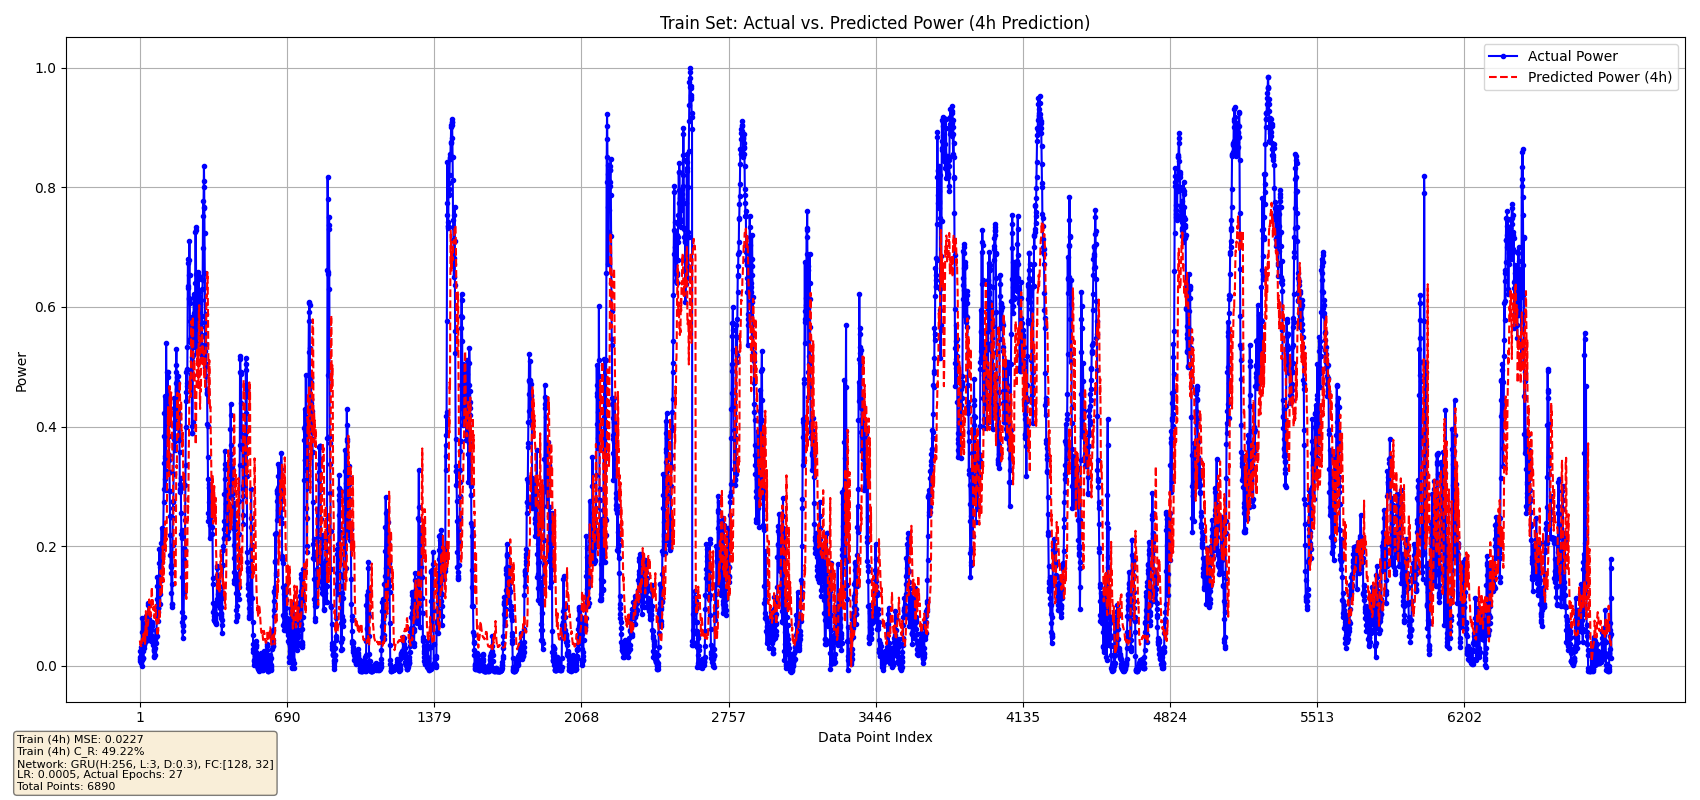 Train Set: Actual vs. Predicted Power (4h Prediction)
Actual Power
Predicted Power (4h)
Power
1.0
0.8
0.6
0.4
0.2
0.0
1 690 1379 2068 2757 3446 4135 4824 5513 6202
Data Point Index
Train (4h) MSE: 0.0227
Train (4h) C_R: 49.22%
Network: GRU(H:256, L:3, D:0.3), FC:[128, 32]
LR: 0.0005, Actual Epochs: 27
Total Points: 6890